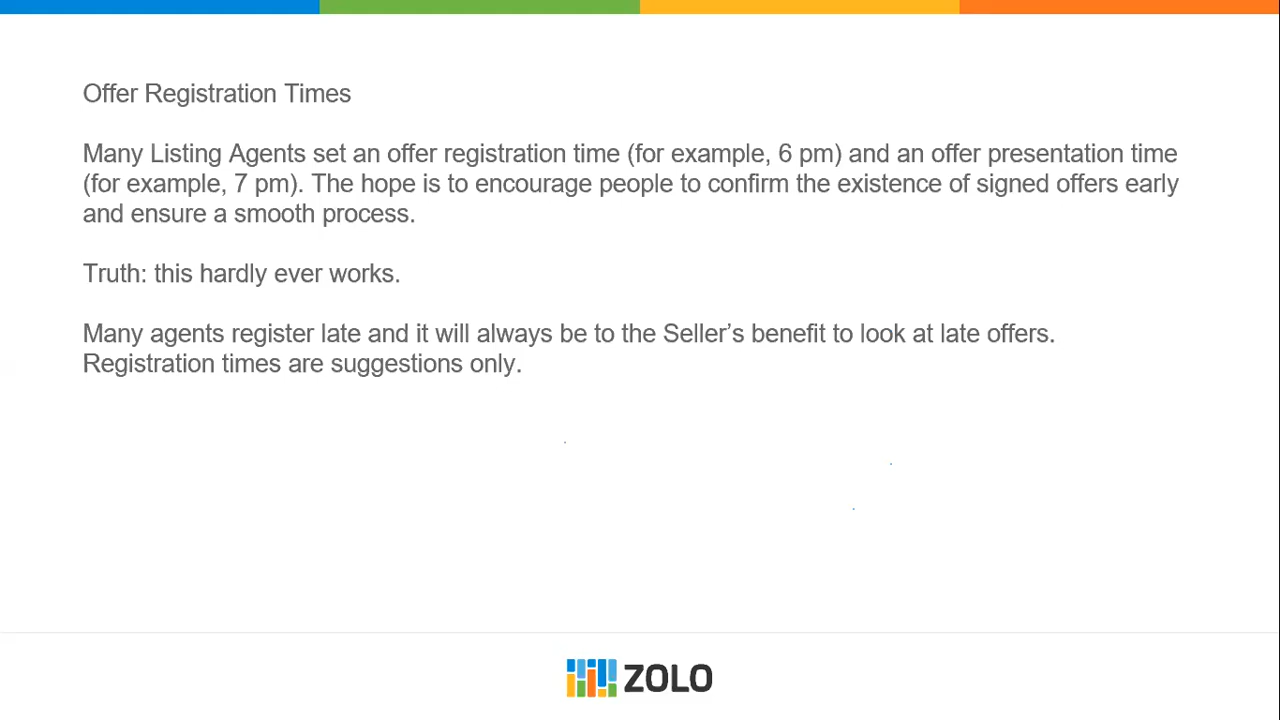 Offer Registration Times
Many Listing Agents set an offer registration time (for example, 6 pm) and an offer presentation time
(for example, 7 pm). The hope is to encourage people to confirm the existence of signed offers early
and ensure a smooth process.
Truth: this hardly ever works.
Many agents register late and it will always be to the Seller’s benefit to look at late offers.
Registration times are suggestions only.
ZOLO